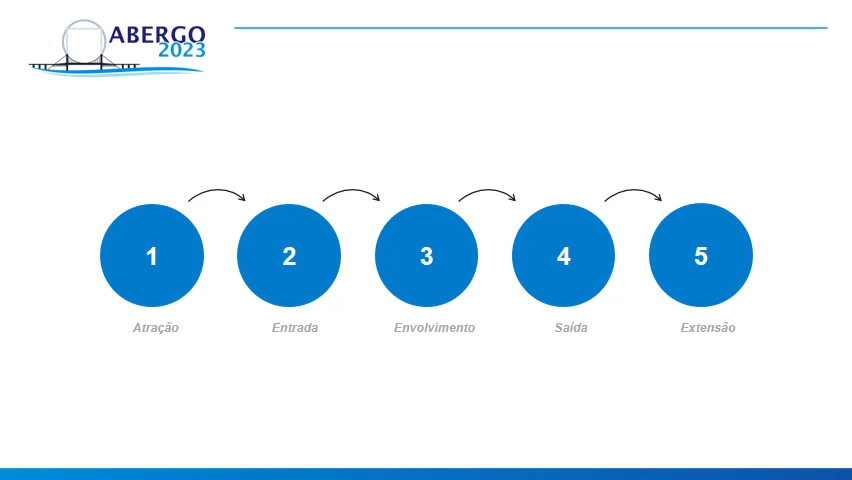 ABERGO
2023
1
2
3
4
5
Atração
Entrada
Envolvimento
Saída
Extensão